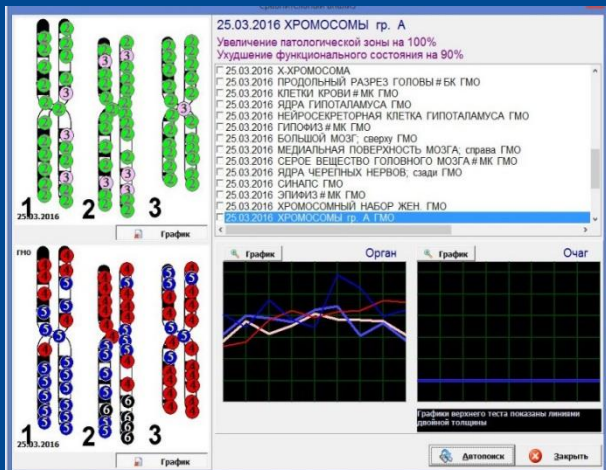 Сравнительный анализ
25.03.2016 ХРОМОСОМЫ гр. А
Увеличение патологической зоны на 100%
Ухудшение функционального состояния на 90%
25.03.2016 Х-ХРОМОСОМА
25.03.2016 ПРОДОЛЬНЫЙ РАЗРЕЗ ГОЛОВЫ # БК ГМО
25.03.2016 КЛЕТКИ КРОВИ # МК ГМО
25.03.2016 ЯДРА ГИПОТАЛАМУСА ГМО
25.03.2016 НЕЙРОСЕКРЕТОРНАЯ КЛЕТКА ГИПОТАЛАМУСА ГМО
25.03.2016 ГИПОФИЗ # МК ГМО
25.03.2016 БОЛЬШОЙ МОЗГ; сверху ГМО
25.03.2016 МЕДИАЛЬНАЯ ПОВЕРХНОСТЬ МОЗГА; справа ГМО
25.03.2016 СЕРОЕ ВЕЩЕСТВО ГОЛОВНОГО МОЗГА # МК ГМО
25.03.2016 ЯДРА ЧЕРЕПНЫХ НЕРВОВ; сзади ГМО
25.03.2016 СИНАПС ГМО
25.03.2016 ЭПИФИЗ # МК ГМО
25.03.2016 ХРОМОСОМНЫЙ НАБОР ЖЕН. ГМО
25.03.2016 ХРОМОСОМЫ гр. А ГМО
1 2 3
25.03.2016
График
ГМО
1 2 3
25.03.2016
График
График Орган
Очаг
График
Графики верхнего теста показаны линиями
двойной толщины
Автопоиск
Закрыть